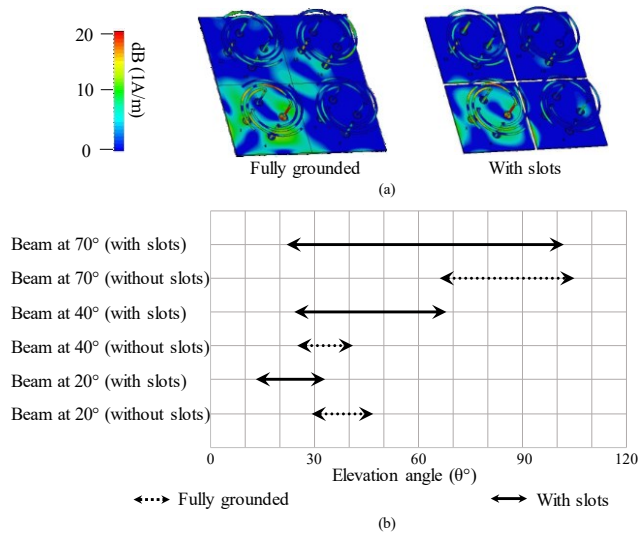 20
0
dB (1A/m)
Fully grounded
With slots
(a)
Beam at 70° (with slots)
Beam at 70° (without slots)
Beam at 40° (with slots)
Beam at 40° (without slots)
Beam at 20° (with slots)
Beam at 20° (without slots)
0 30 60 90 120
Elevation angle (θ°)
Fully grounded
With slots
(b)